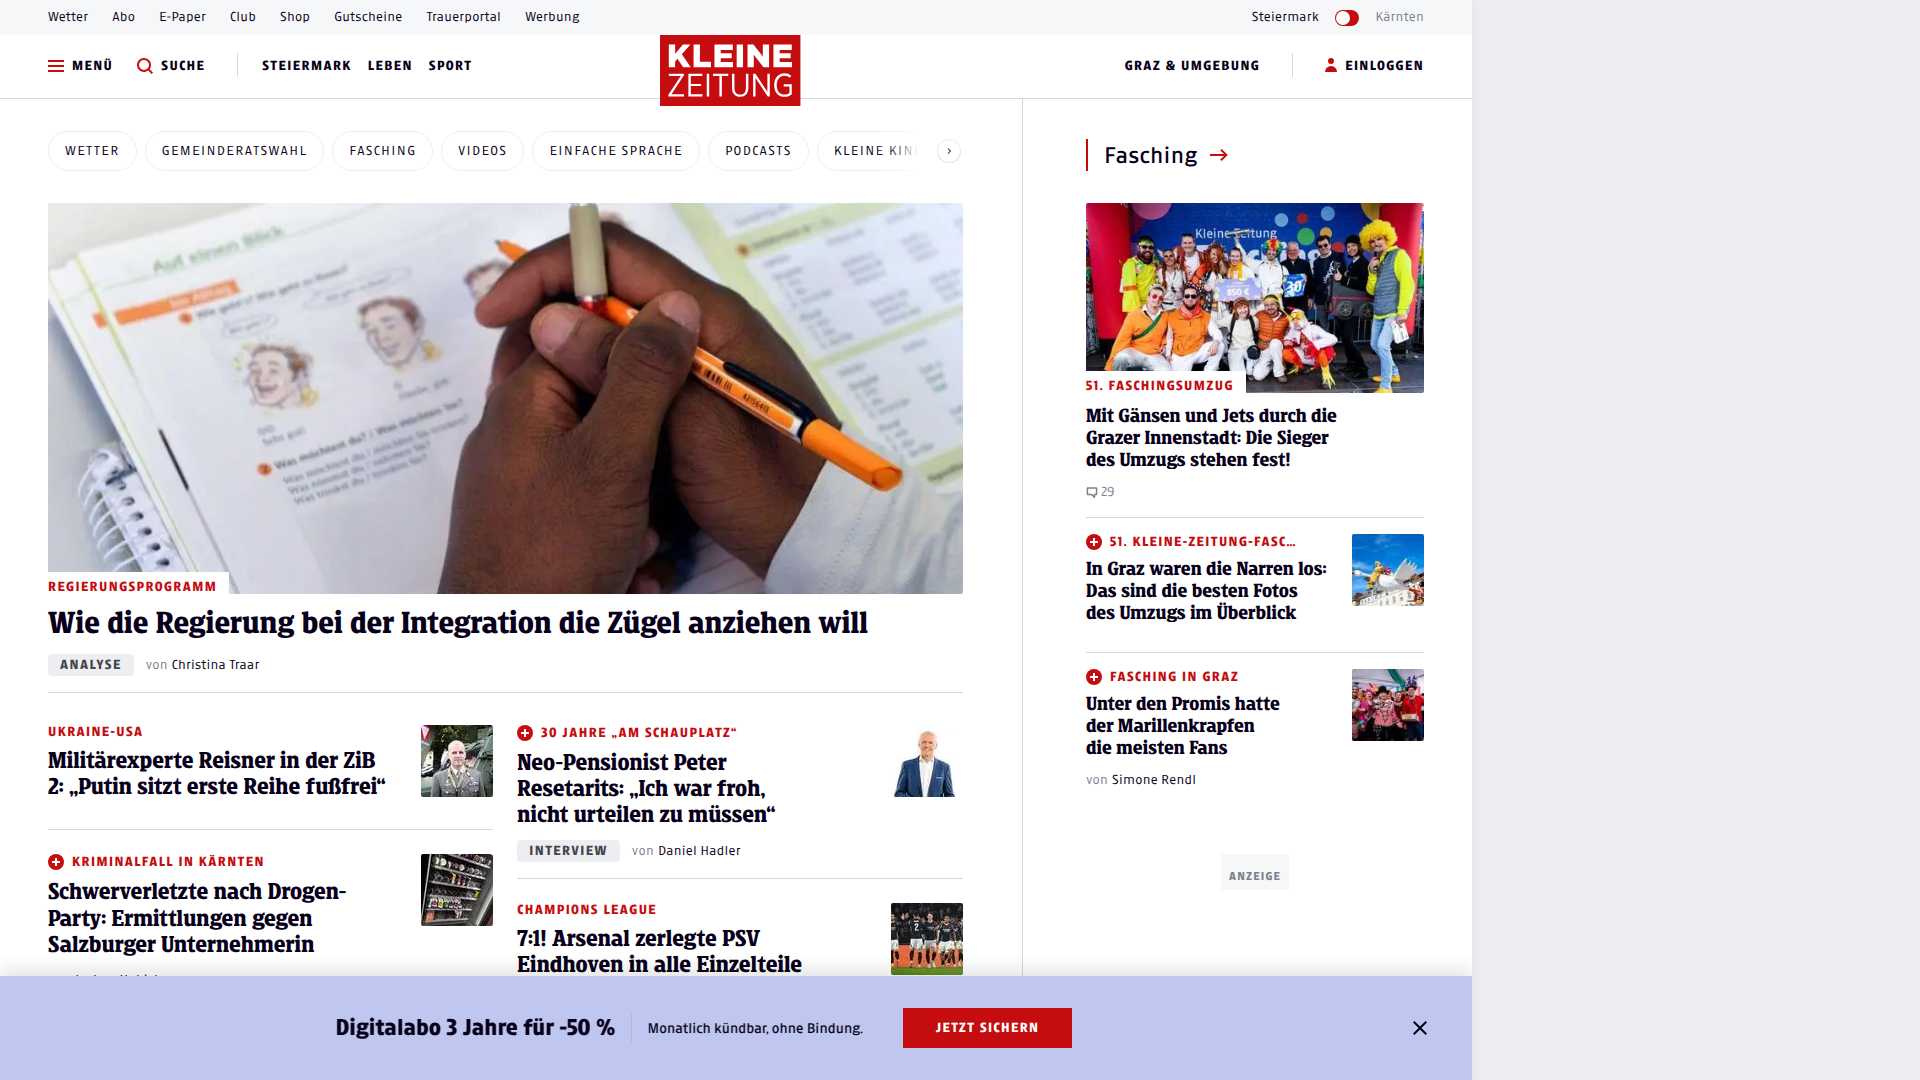 Wetter Abo E-Paper Club Shop Gutscheine Trauerportal Werbung Steiermark Kärnten
MENÜ SUCHE STEIERMARK LEBEN SPORT KLEINE ZEITUNG GRAZ & UMGEBUNG EINLOGGEN
WETTER GEMEINDERATSWAHL FASCHING VIDEOS EINFACHE SPRACHE PODCASTS KLEINE
Auf einen Blick
REGIERUNGSPROGRAMM
Wie die Regierung bei der Integration die Zügel anziehen will
ANALYSE von Christina Traar
UKRAINE-USA
Militärexperte Reisner in der ZiB
2: „Putin sitzt erste Reihe fußfrei“
KRIMINALFALL IN KÄRNTEN
Schwerverletzte nach Drogen-
Party: Ermittlungen gegen
Salzburger Unternehmerin
30 JAHRE „AM SCHAUPLATZ“
Neo-Pensionist Peter
Resetarits: „Ich war froh,
nicht urteilen zu müssen“
INTERVIEW von Daniel Hadler
CHAMPIONS LEAGUE
7:1! Arsenal zerlegte PSV
Eindhoven in alle Einzelteile
Fasching
Kleine Zeitung
850 €
30
51. FASCHINGSUMZUG
Mit Gänsen und Jets durch die
Grazer Innenstadt: Die Sieger
des Umzugs stehen fest!
29
51. KLEINE-ZEITUNG-FASC...
In Graz waren die Narren los:
Das sind die besten Fotos
des Umzugs im Überblick
FASCHING IN GRAZ
Unter den Promis hatte
der Marillenkrapfen
die meisten Fans
von Simone Rendl
ANZEIGE
Digitalabo 3 Jahre für -50 %
Monatlich kündbar, ohne Bindung.
JETZT SICHERN